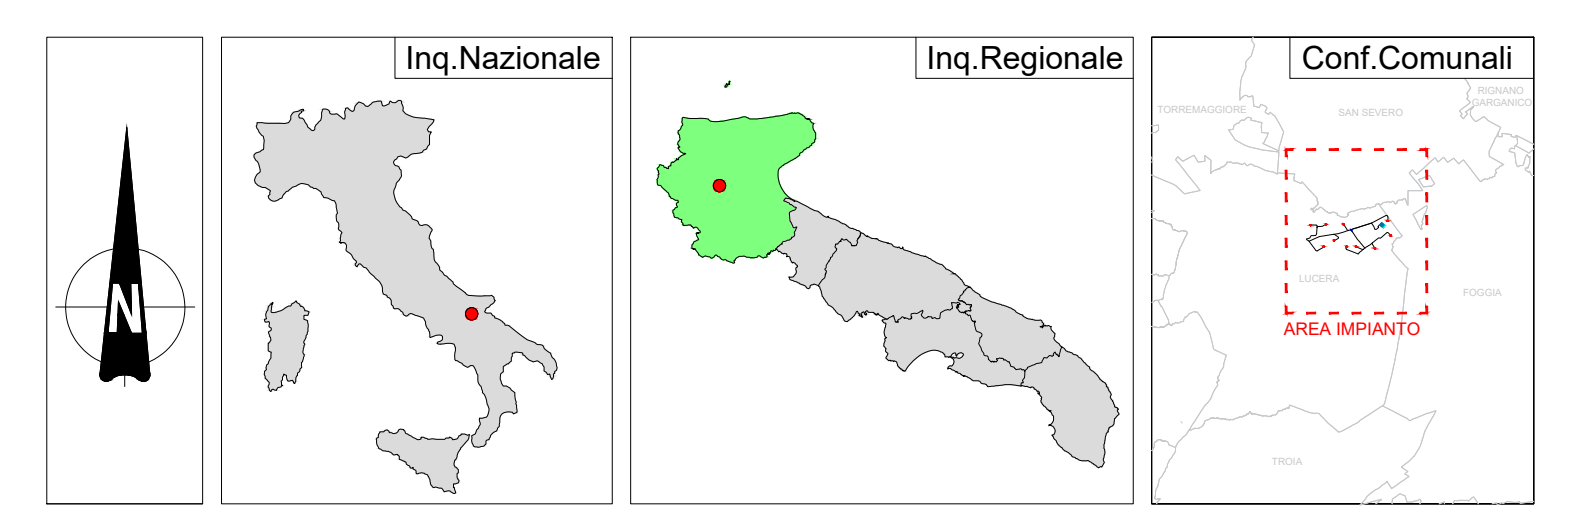 N
Inq.Nazionale
Inq.Regionale
Conf.Comunali
RIGNANO
GARGANICO
TORREMAGGIORE
SAN SEVERO
LUCERA
FOGGIA
AREA IMPIANTO
TROIA